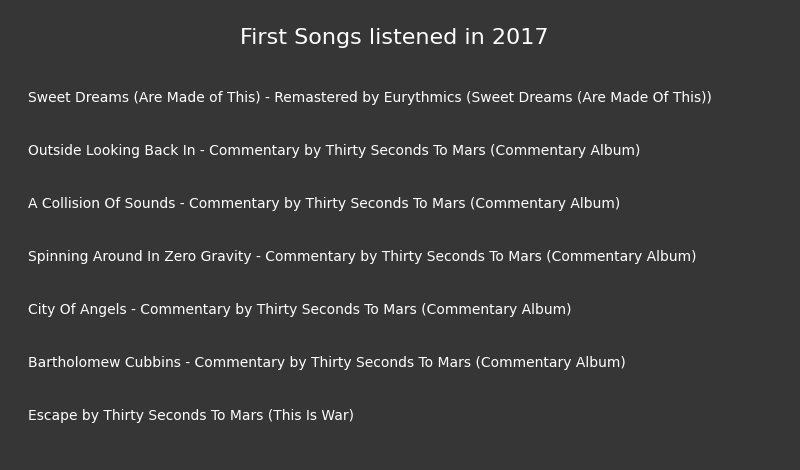 First Songs listened in 2017
Sweet Dreams (Are Made of This) - Remastered by Eurythmics (Sweet Dreams (Are Made Of This))
Outside Looking Back In - Commentary by Thirty Seconds To Mars (Commentary Album)
A Collision Of Sounds - Commentary by Thirty Seconds To Mars (Commentary Album)
Spinning Around In Zero Gravity - Commentary by Thirty Seconds To Mars (Commentary Album)
City Of Angels - Commentary by Thirty Seconds To Mars (Commentary Album)
Bartholomew Cubbins - Commentary by Thirty Seconds To Mars (Commentary Album)
Escape by Thirty Seconds To Mars (This Is War)